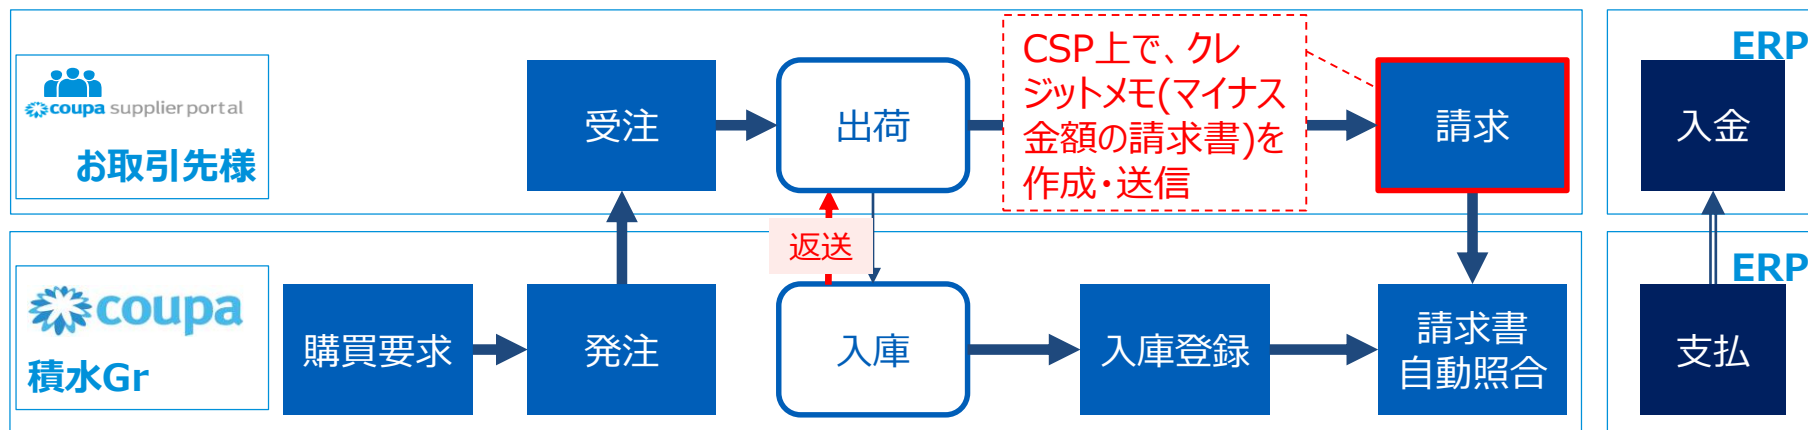 coupa supplier portal
お取引先様
受注
出荷
CSP上で、クレ
ジットメモ(マイナス
金額の請求書)を
作成・送信
請求
ERP
入金
返送
coupa
積水Gr
購買要求
発注
入庫
入庫登録
請求書
自動照合
ERP
支払